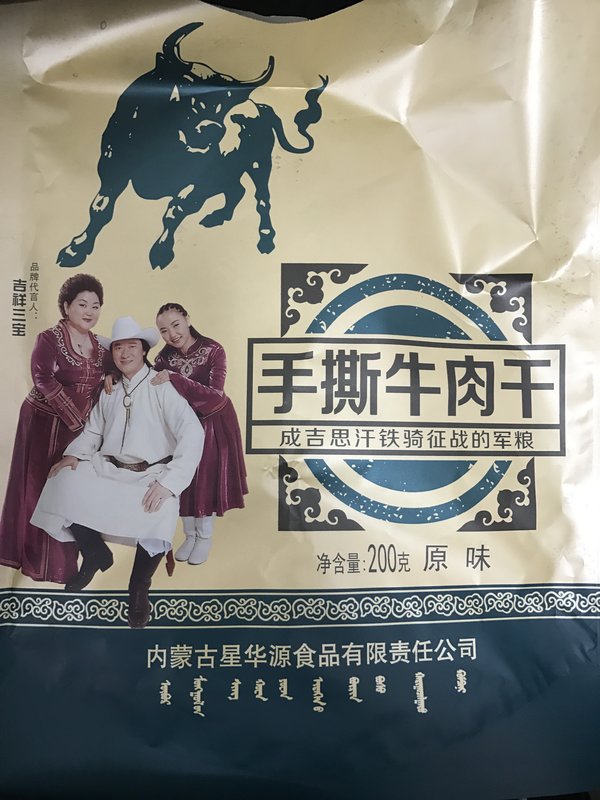 品牌代言人：
吉祥三宝
手撕牛肉干
成吉思汗铁骑征战的军粮
净含量:200克 原味
内蒙古星华源食品有限责任公司